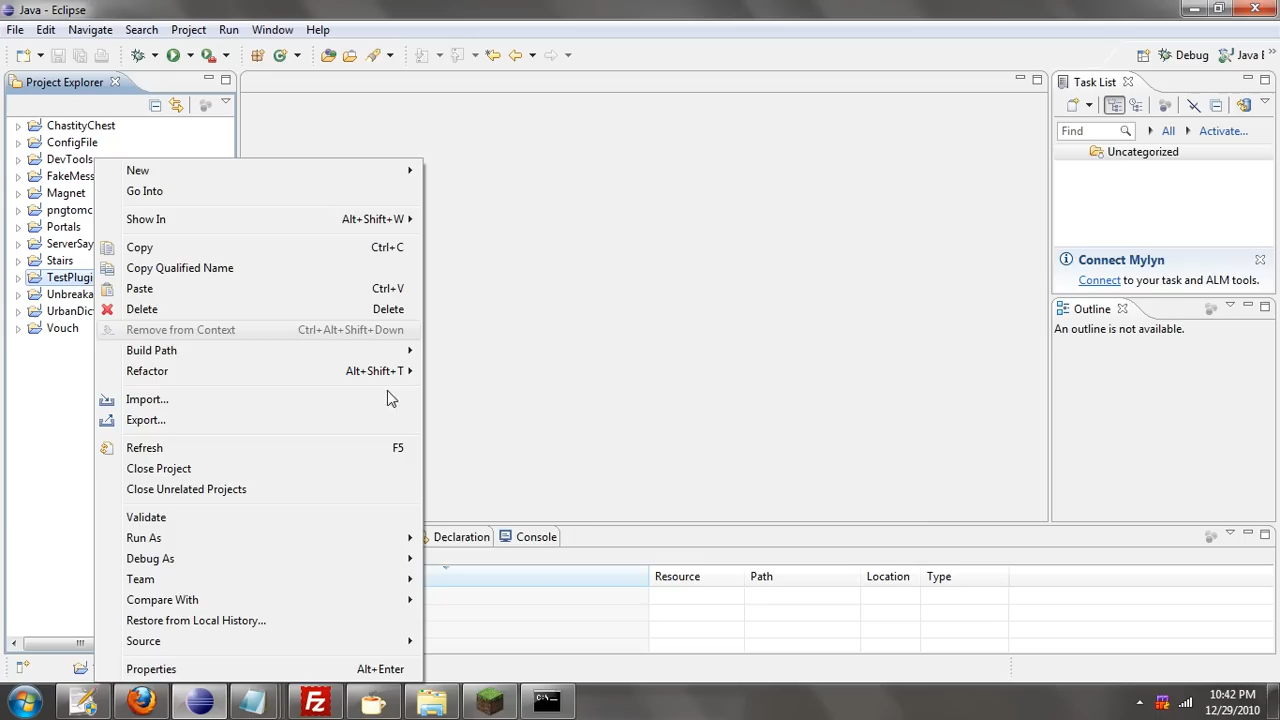 Java - Eclipse
File Edit Navigate Search Project Run Window Help
Debug Java E
Project Explorer
Task List
Find All Activate...
Uncategorized
ChastityChest
ConfigFile
DevTools
FakeMess
Magnet
pngtomc
Portals
ServerSay
Stairs
TestPlugi
Unbreaka
UrbanDic
Vouch
New
Go Into
Show In Alt+Shift+W
Copy Ctrl+C
Copy Qualified Name
Paste Ctrl+V
Delete Delete
Remove from Context Ctrl+Alt+Shift+Down
Build Path
Refactor Alt+Shift+T
Import...
Export...
Refresh F5
Close Project
Close Unrelated Projects
Validate
Run As
Debug As
Team
Compare With
Restore from Local History...
Source
Properties Alt+Enter
Connect Mylyn
Connect to your task and ALM tools.
Outline
An outline is not available.
Declaration Console
Resource Path Location Type
Fz
10:42 PM
12/29/2010